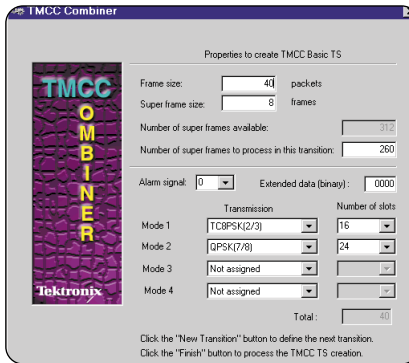 TMCC Combiner
Properties to create TMCC Basic TS
TMCC
COMBINER
Tektronix
Frame size: 40 packets
Super frame size: 8 frames
Number of super frames available: 312
Number of super frames to process in this transition: 260
Alarm signal: 0 Extended data (binary) : 0000
Transmission Number of slots
Mode 1 TC8PSK(2/3) 16
Mode 2 QPSK(7/8) 24
Mode 3 Not assigned
Mode 4 Not assigned
Total : 40
Click the "New Transition" button to define the next transition.
Click the "Finish" button to process the TMCC TS creation.